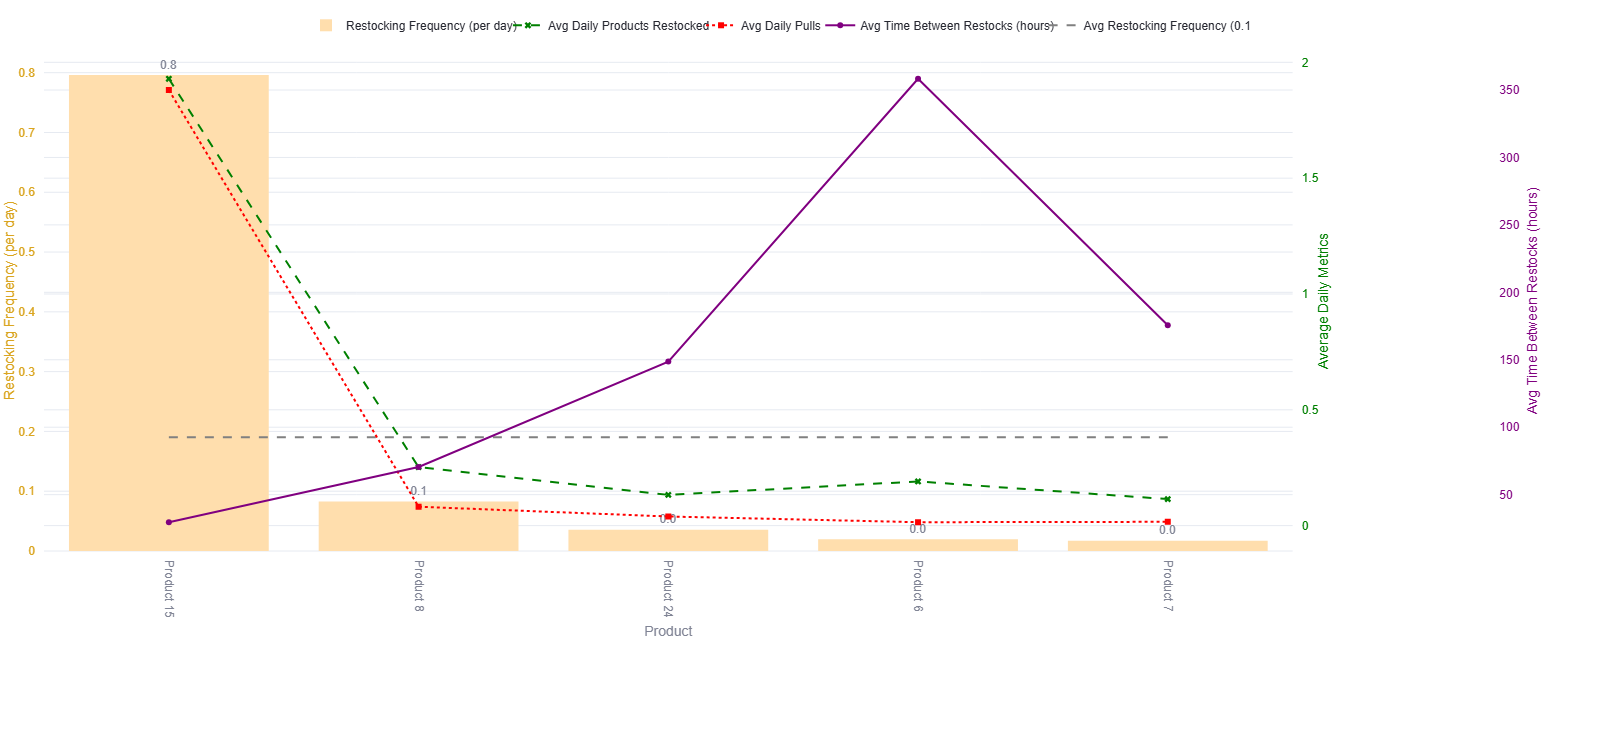 Restocking Frequency (per day) Avg Daily Products Restocked Avg Daily Pulls Avg Time Between Restocks (hours) Avg Restocking Frequency (0.1
0.8
0.7
0.6
0.5
0.4
0.3
0.2
0.1
0
Restocking Frequency (per day)
0.8
0.1
0.0
0.0
0.0
2
1.5
1
0.5
0
Average Daily Metrics
350
300
250
200
150
100
50
Avg Time Between Restocks (hours)
Product 15
Product 8
Product 24
Product 6
Product 7
Product